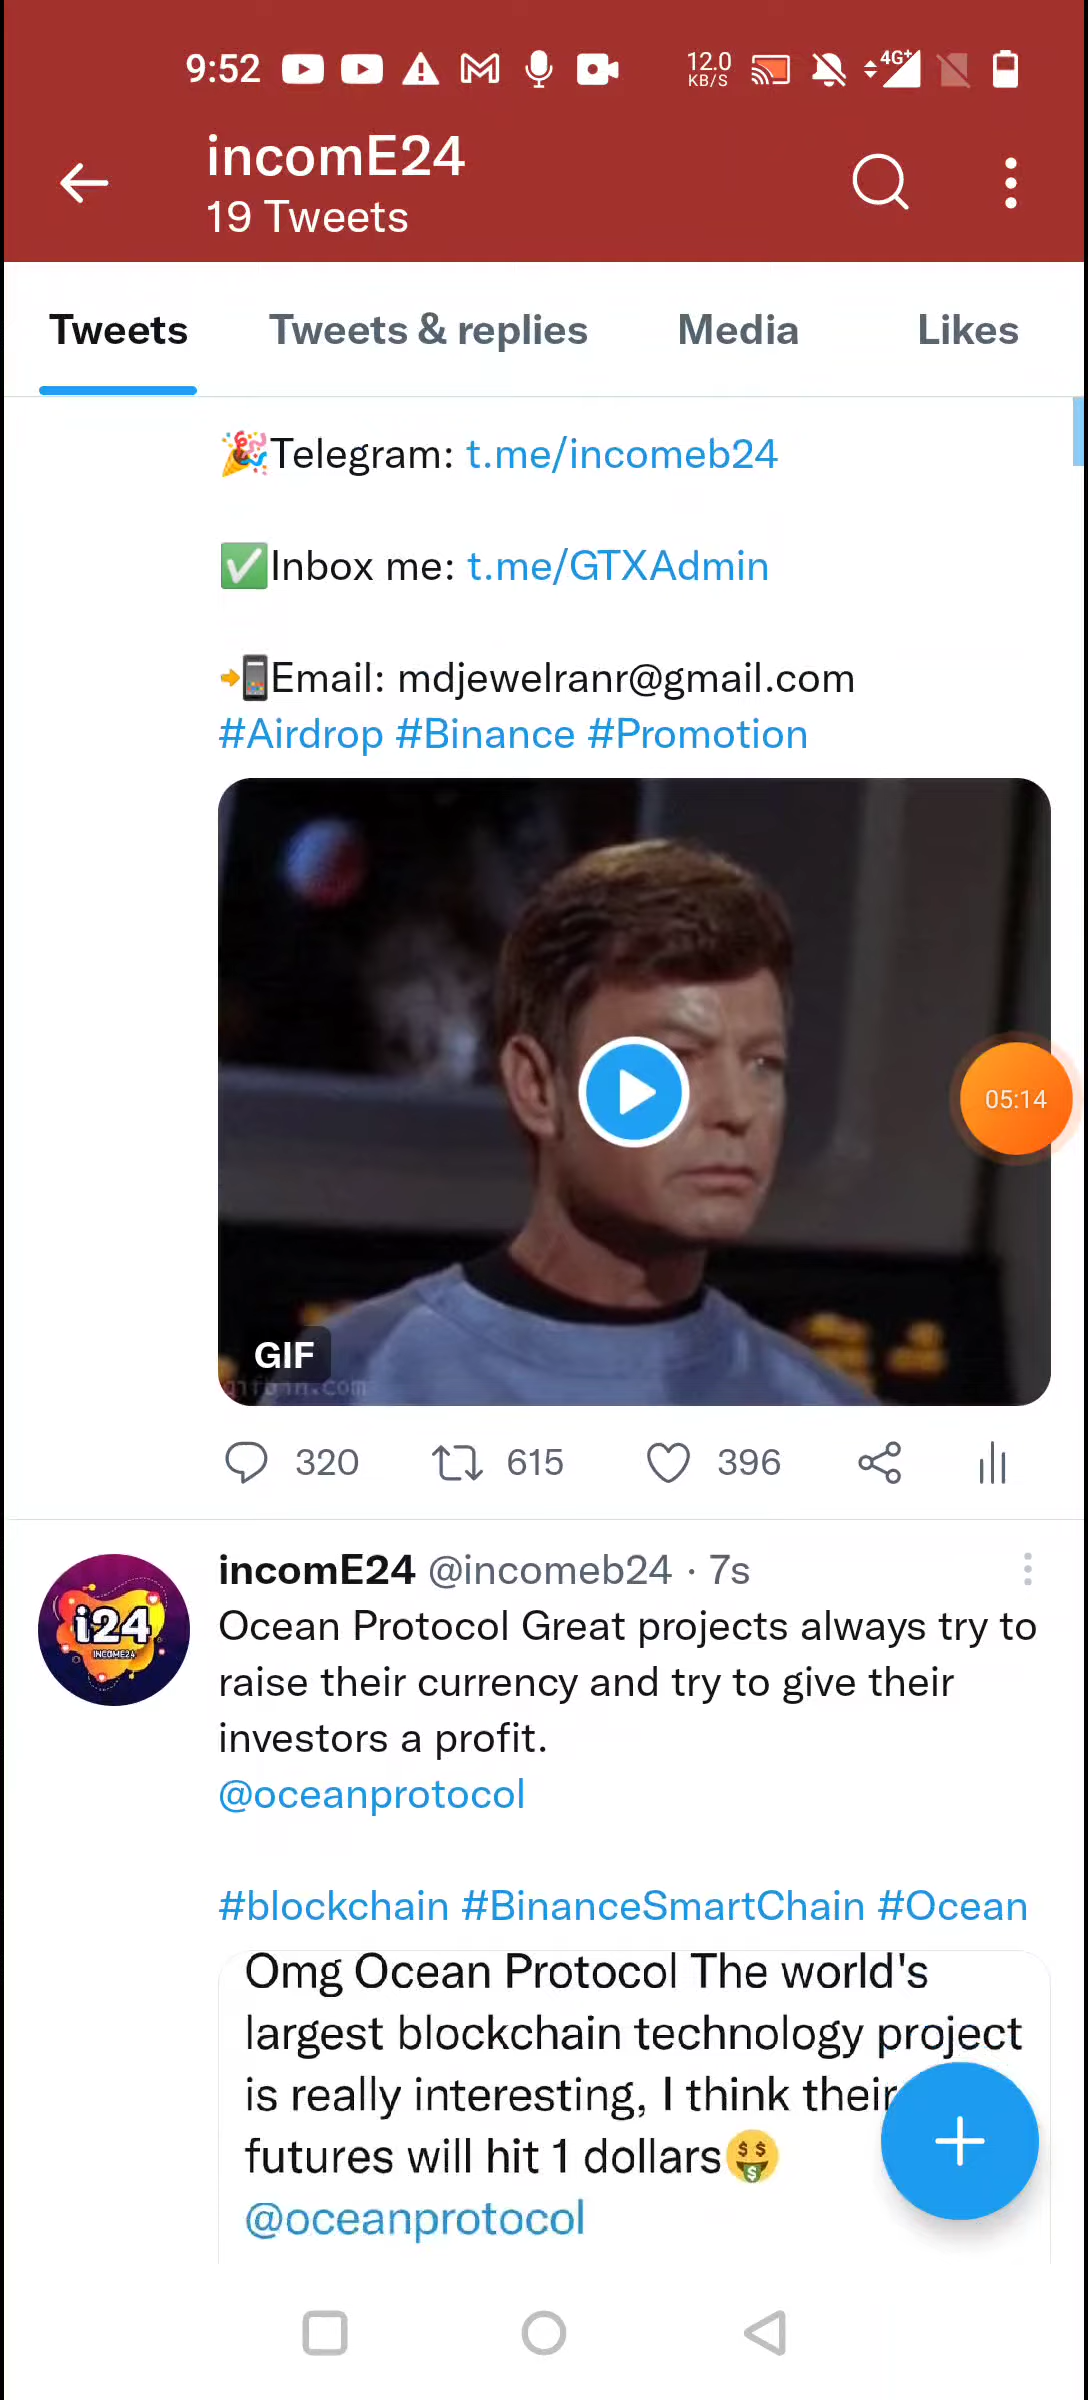 9:52
12.0
KB/S
4G+
incomE24
19 Tweets
Tweets
Tweets & replies
Media
Likes
🎉Telegram: t.me/incomeb24
✅Inbox me: t.me/GTXAdmin
📲Email: mdjewelranr@gmail.com
#Airdrop #Binance #Promotion
05:14
GIF
gifbin.com
320
615
396
i24
INCOME24
incomE24 @incomeb24 · 7s
Ocean Protocol Great projects always try to
raise their currency and try to give their
investors a profit.
@oceanprotocol
#blockchain #BinanceSmartChain #Ocean
Omg Ocean Protocol The world's
largest blockchain technology project
is really interesting, I think their
futures will hit 1 dollars🤑
@oceanprotocol